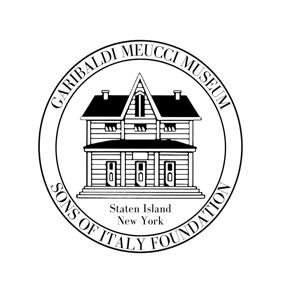 GARIBALDI MEUCCI MUSEUM
Staten Island
New York
SONS OF ITALY FOUNDATION